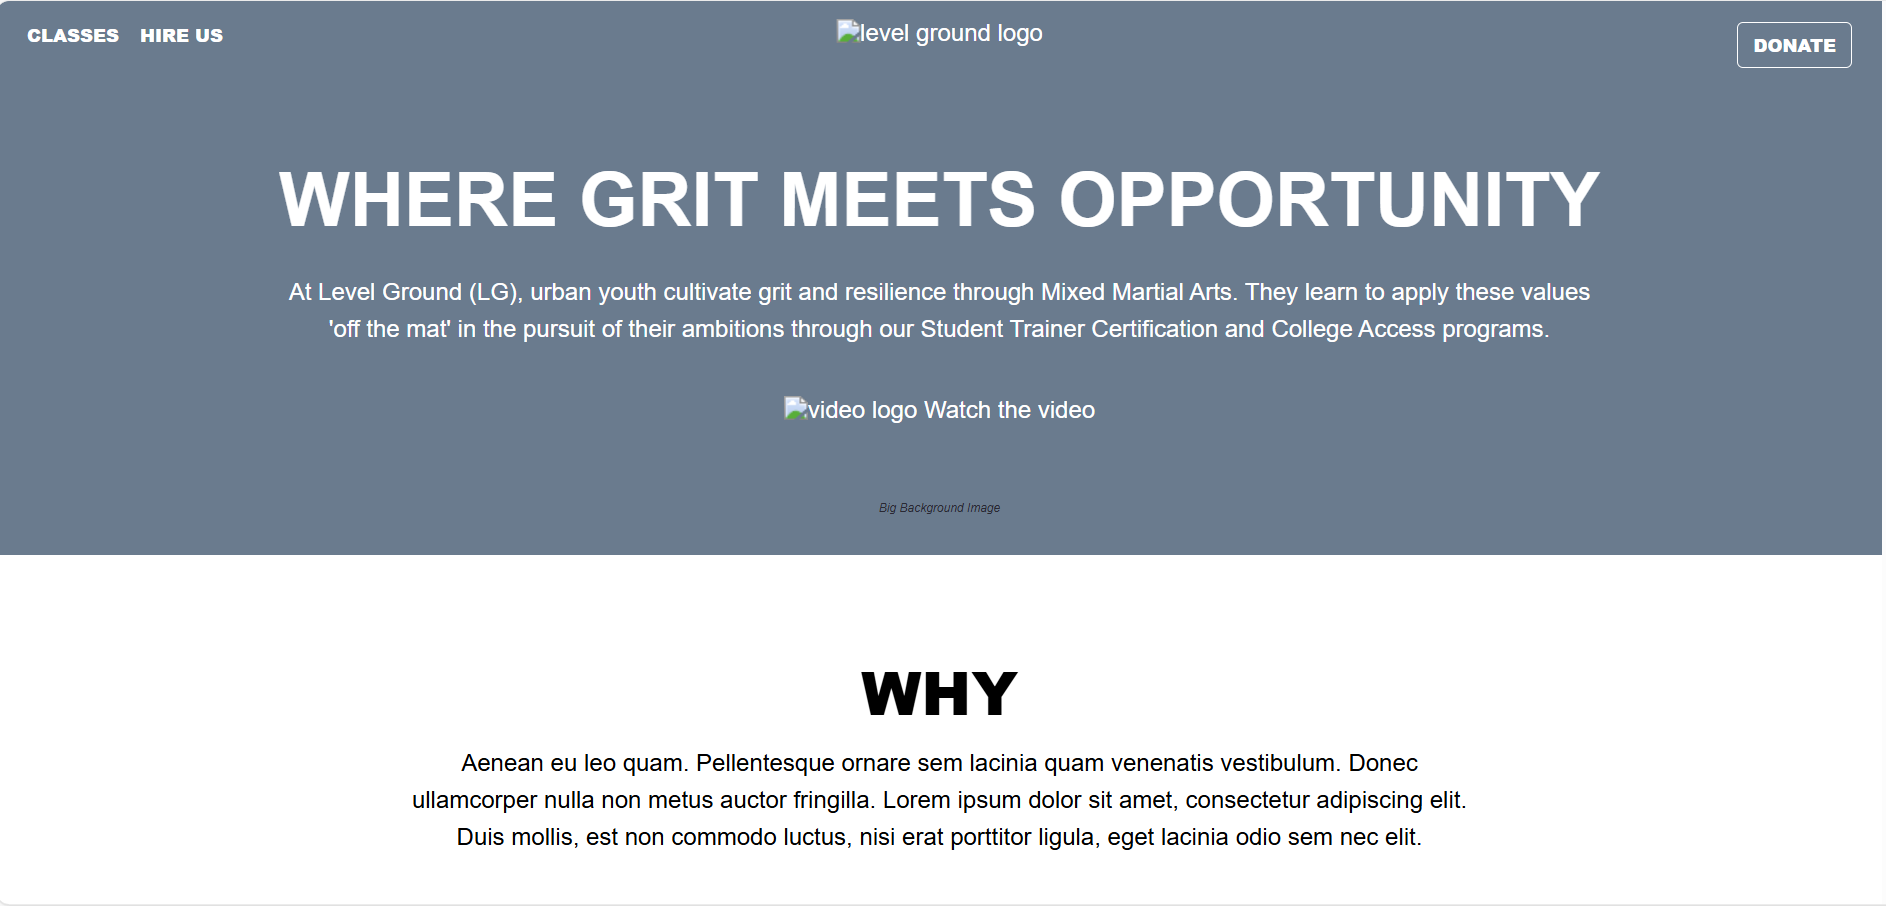 CLASSES HIRE US level ground logo DONATE
WHERE GRIT MEETS OPPORTUNITY
At Level Ground (LG), urban youth cultivate grit and resilience through Mixed Martial Arts. They learn to apply these values
'off the mat' in the pursuit of their ambitions through our Student Trainer Certification and College Access programs.
video logo Watch the video
Big Background Image
WHY
Aenean eu leo quam. Pellentesque ornare sem lacinia quam venenatis vestibulum. Donec
ullamcorper nulla non metus auctor fringilla. Lorem ipsum dolor sit amet, consectetur adipiscing elit.
Duis mollis, est non commodo luctus, nisi erat porttitor ligula, eget lacinia odio sem nec elit.